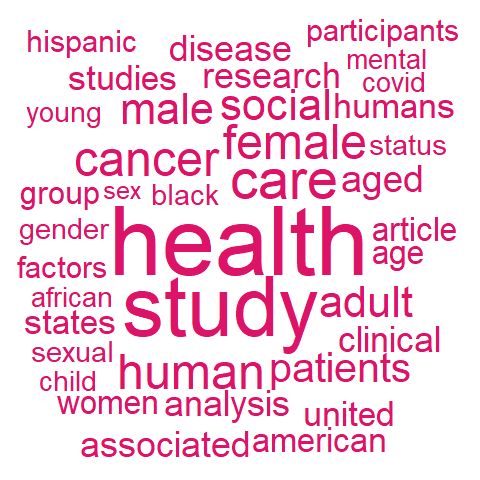 hispanic disease participants
studies research mental
covid
young male social humans
cancer female status
group sex black care aged
gender health article
factors age
african study adult
states clinical
sexual human patients
child
women analysis united
associated american